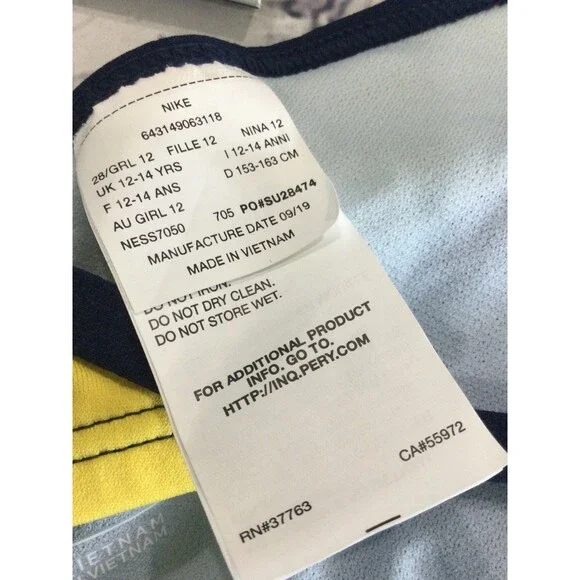 NIKE
643149063118
28/GRL 12 FILLE 12 NINA 12
UK 12-14 YRS I 12-14 ANNI
F 12-14 ANS D 153-163 CM
AU GIRL 12
NESS7050 705 PO#SU28474
MANUFACTURE DATE 09/19
MADE IN VIETNAM
DO NOT IRON.
DO NOT DRY CLEAN.
DO NOT STORE WET.
FOR ADDITIONAL PRODUCT
INFO. GO TO.
HTTP://INQ.PERY.COM
CA#55972
RN#37763
VIETNAM
VIETNAM